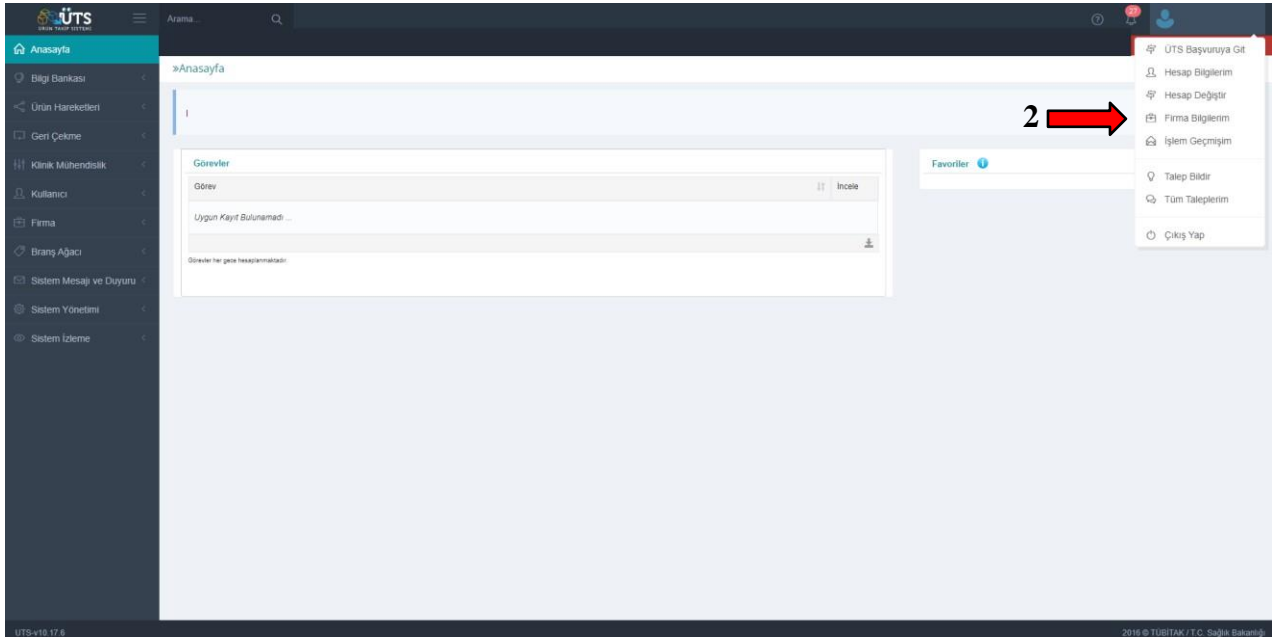 ÜTS
ÜRÜN TAKİP SİSTEMİ
Arama...
27
Anasayfa
Bilgi Bankası
Ürün Hareketleri
Geri Çekme
Klinik Mühendislik
Kullanıcı
Firma
Branş Ağacı
Sistem Mesajı ve Duyuru
Sistem Yönetimi
Sistem İzleme
»Anasayfa
Görevler
Görev
İncele
Uygun Kayıt Bulunamadı ...
Görevler her gece hesaplanmaktadır.
Favoriler
2
ÜTS Başvuruya Git
Hesap Bilgilerim
Hesap Değiştir
Firma Bilgilerim
İşlem Geçmişim
Talep Bildir
Tüm Taleplerim
Çıkış Yap
UTS-v10.17.6
2016 © TÜBİTAK / T.C. Sağlık Bakanlığı